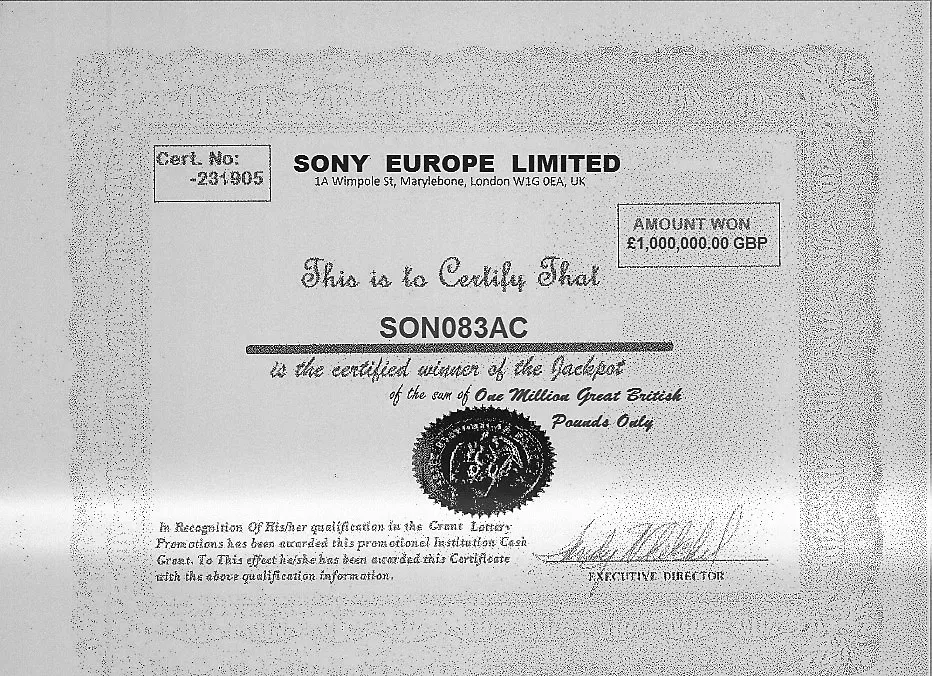 Cert. No:
-231905
SONY EUROPE LIMITED
1A Wimpole St, Marylebone, London W1G 0EA, UK
AMOUNT WON
£1,000,000.00 GBP
This is to Certify That
SON083AC
is the certified winner of the Jackpot
of the sum of One Million Great British
Pounds Only
In Recognition Of His/her qualification in the Grant Lottery
Promotions has been awarded this promotionel Institution Cash
Grant. To This effect he/she has been awarded this Certificate
with the above qualification information.
EXECUTIVE DIRECTOR